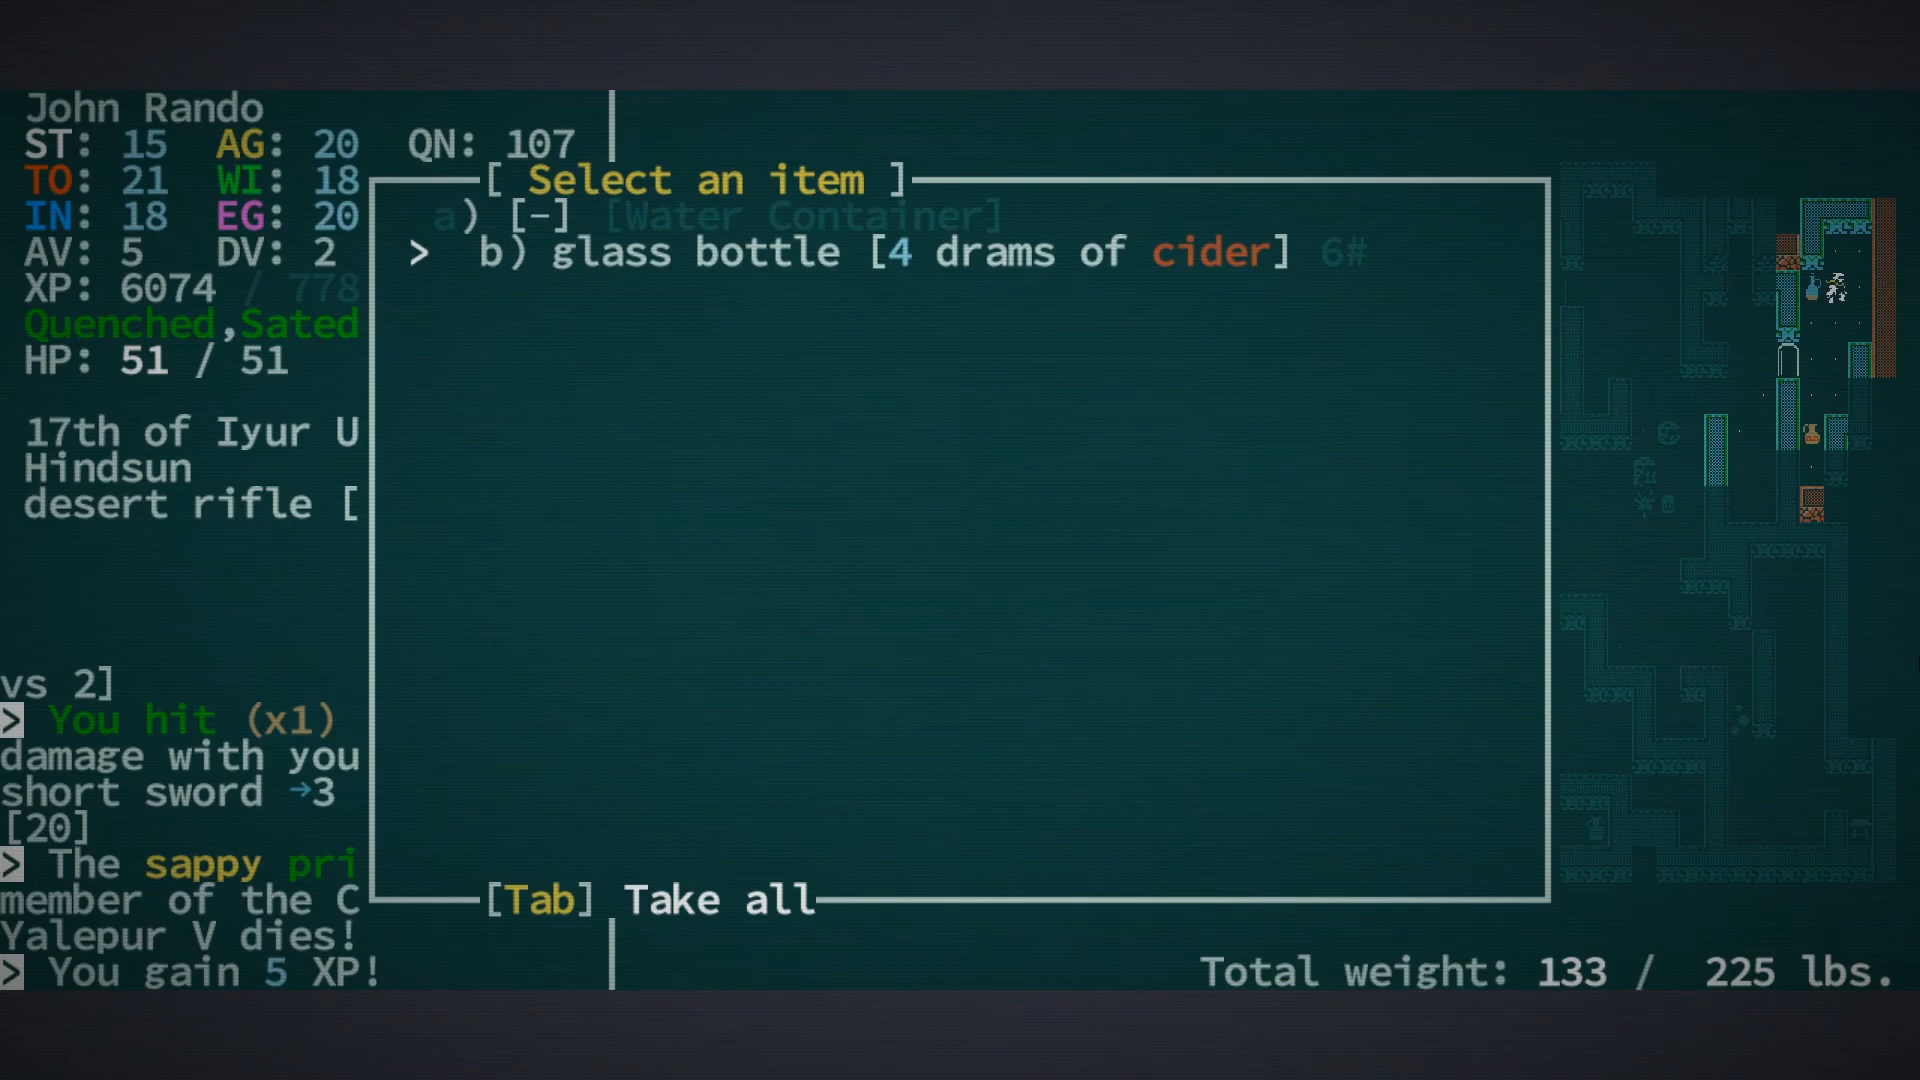 John Rando
ST: 15 AG: 20 QN: 107
TO: 21 WI: 18
IN: 18 EG: 20
AV: 5 DV: 2
XP: 6074 / 778
Quenched,Sated
HP: 51 / 51
17th of Iyur U
Hindsun
desert rifle [
vs 2]
> You hit (x1)
damage with you
short sword →3
[20]
> The sappy pri
member of the C
Yalepur V dies!
> You gain 5 XP!
[ Select an item ]
a) [-] [Water Container]
> b) glass bottle [4 drams of cider] 6#
[Tab] Take all
Total weight: 133 / 225 lbs.